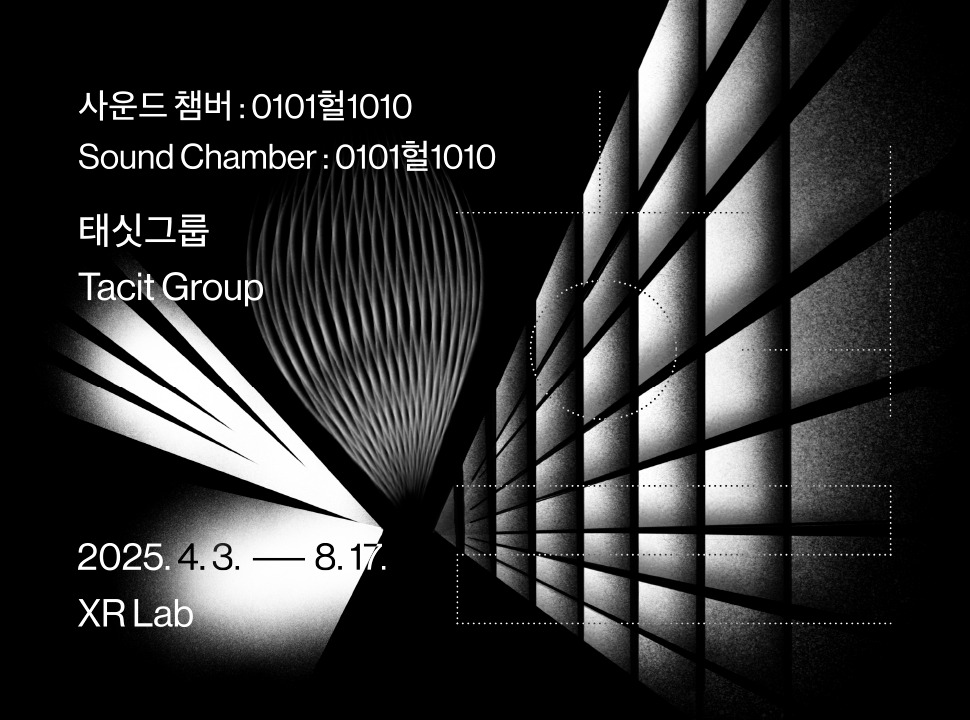 사운드 챔버 : 0101헐1010
Sound Chamber : 0101헐1010
태싯그룹
Tacit Group
2025. 4. 3. — 8. 17.
XR Lab